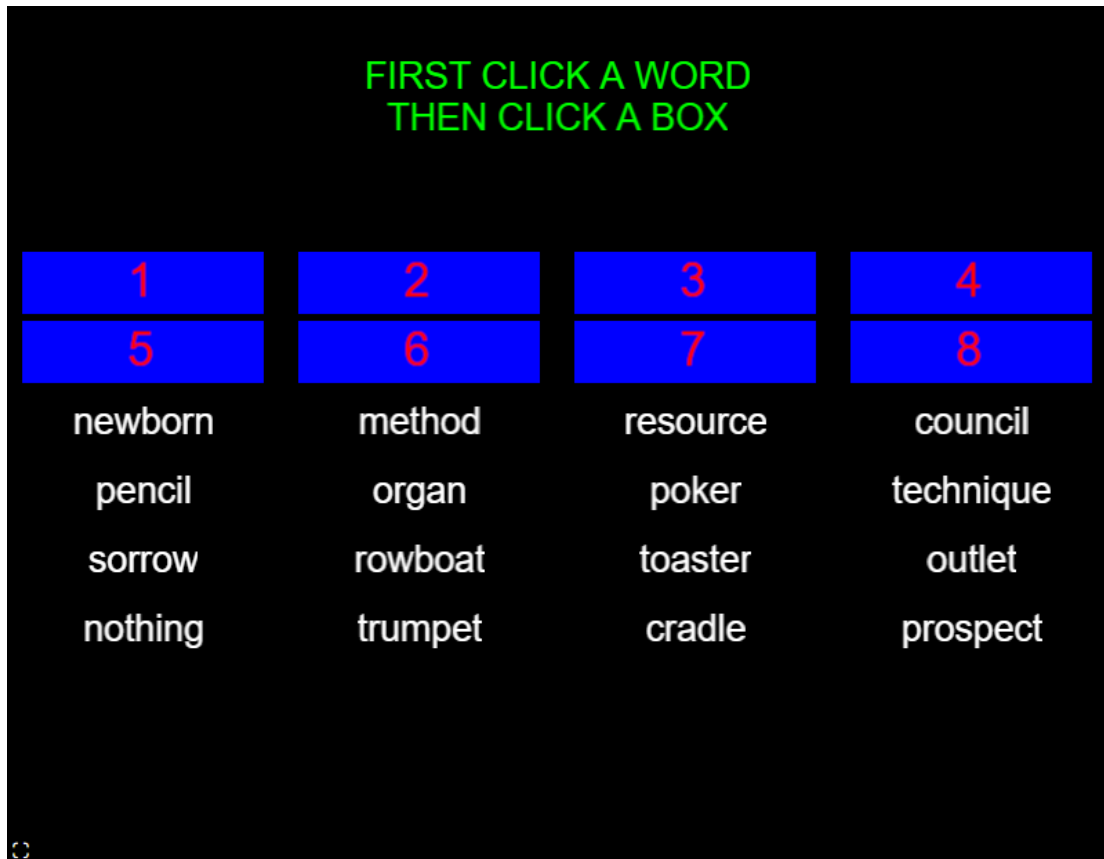 FIRST CLICK A WORD
THEN CLICK A BOX
1 2 3 4
5 6 7 8
newborn method resource council
pencil organ poker technique
sorrow rowboat toaster outlet
nothing trumpet cradle prospect